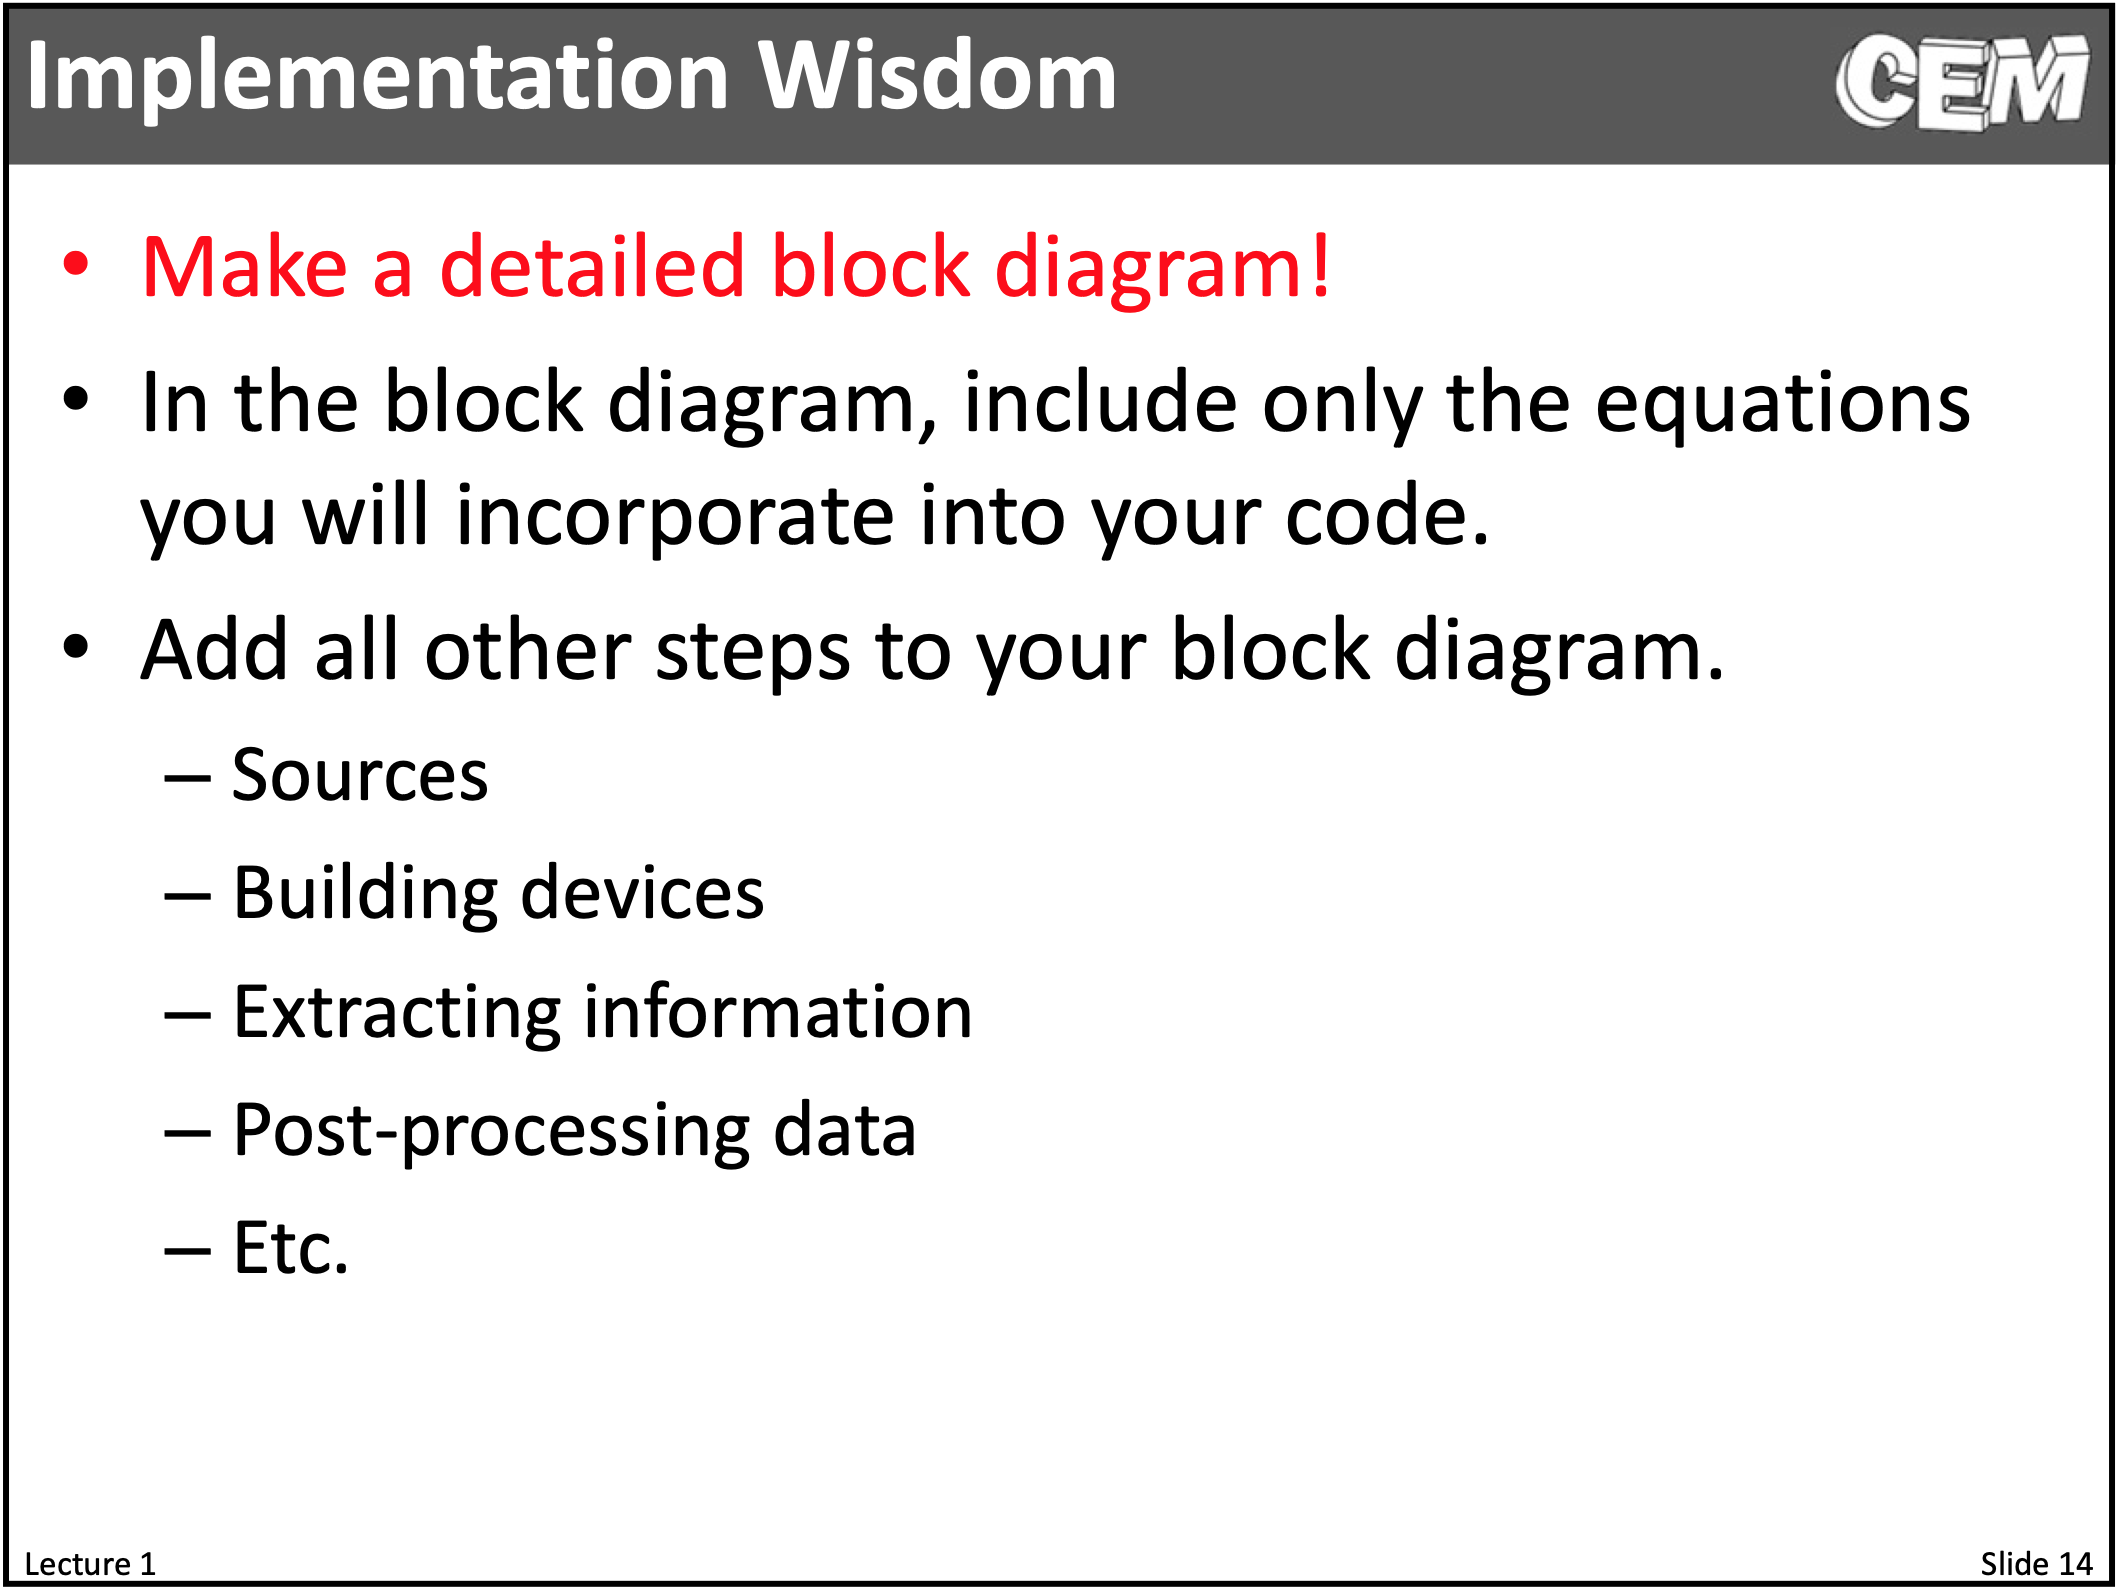 Implementation Wisdom
CEM
• Make a detailed block diagram!
• In the block diagram, include only the equations
you will incorporate into your code.
• Add all other steps to your block diagram.
– Sources
– Building devices
– Extracting information
– Post-processing data
– Etc.
Lecture 1
Slide 14